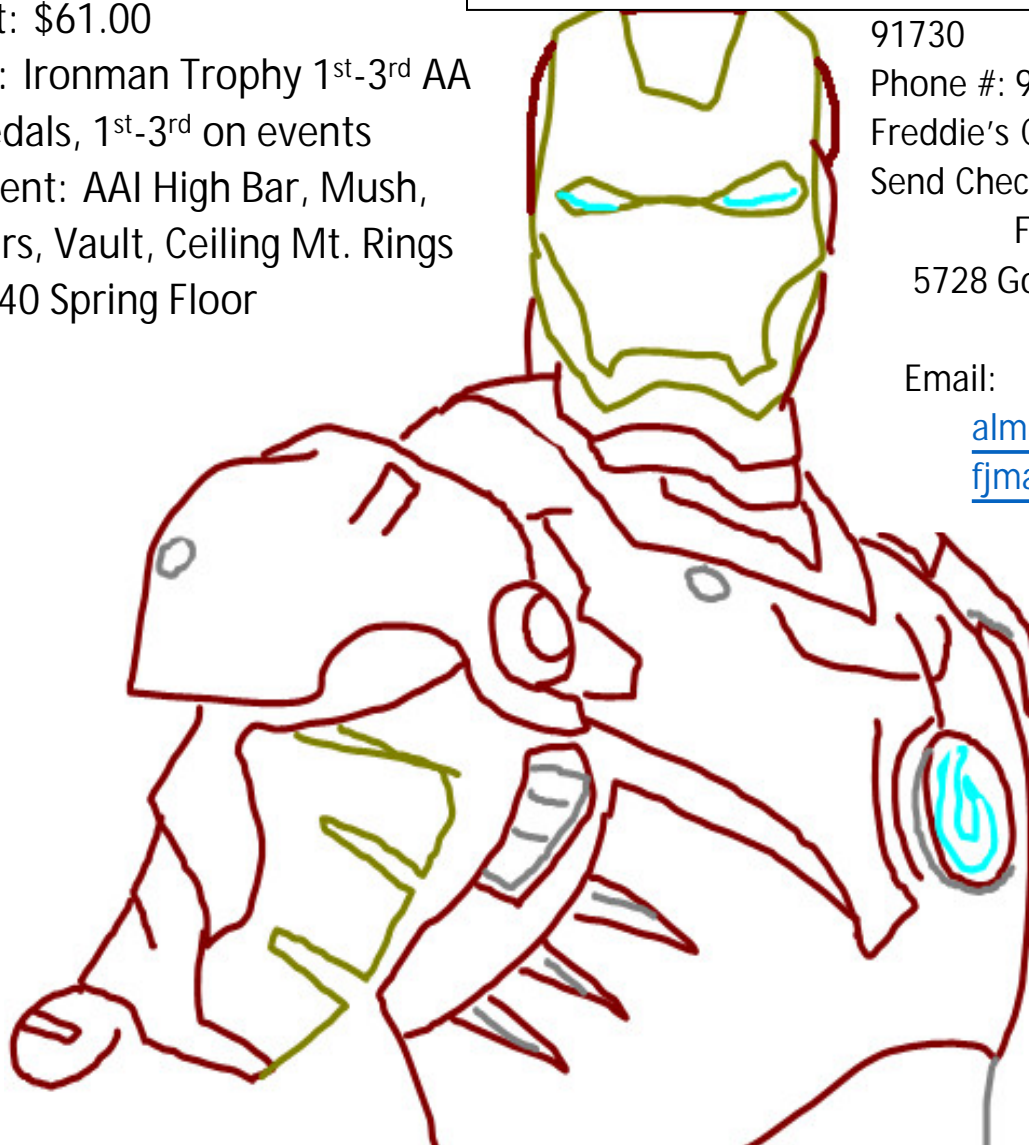 t: $61.00
: Ironman Trophy 1st-3rd AA
edals, 1st-3rd on events
ent: AAI High Bar, Mush,
rs, Vault, Ceiling Mt. Rings
40 Spring Floor
91730
Phone #: 9
Freddie's
Send Chec
F
5728 Go
Email:
alm
fjma